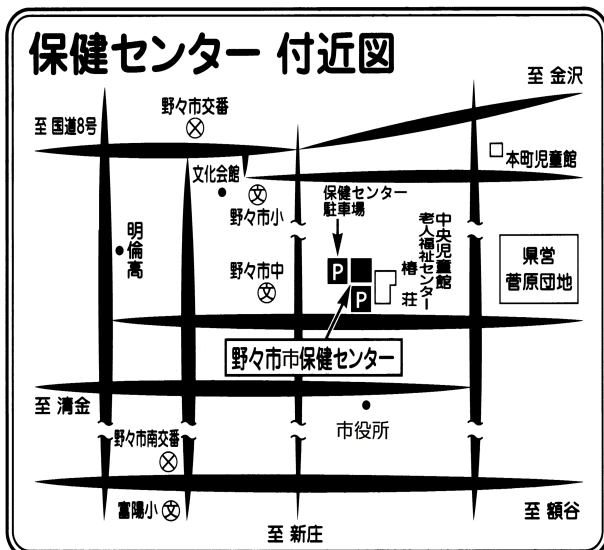 保健センター 付近図
至 金沢
野々市交番
至 国道8号
本町児童館
文化会館
文
野々市小
保健センター
駐車場
中央児童館
老人福祉センター
椿荘
明倫高
県営
菅原団地
野々市中
文
P
P
野々市市保健センター
至 清金
市役所
野々市南交番
富陽小 文
至 額谷
至 新庄